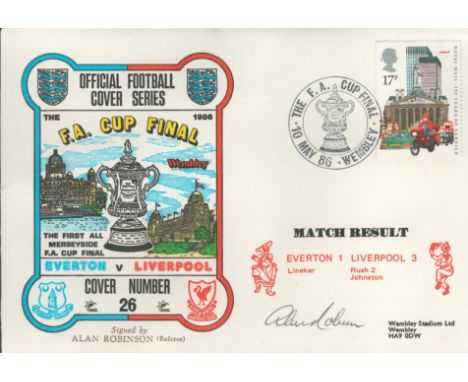 OFFICIAL FOOTBALL
COVER SERIES
THE 1986
F.A. CUP FINAL
Wembley
THE FIRST ALL
MERSEYSIDE
F.A. CUP FINAL
EVERTON v LIVERPOOL
COVER NUMBER
26
Signed by
ALAN ROBINSON (Referee)
THE F.A. CUP FINAL
10 MAY 86 · WEMBLEY
17P
MATCH RESULT
EVERTON 1 LIVERPOOL 3
Lineker Rush 2
Johnston
Wembley Stadium Ltd
Wembley
HA9 0DW